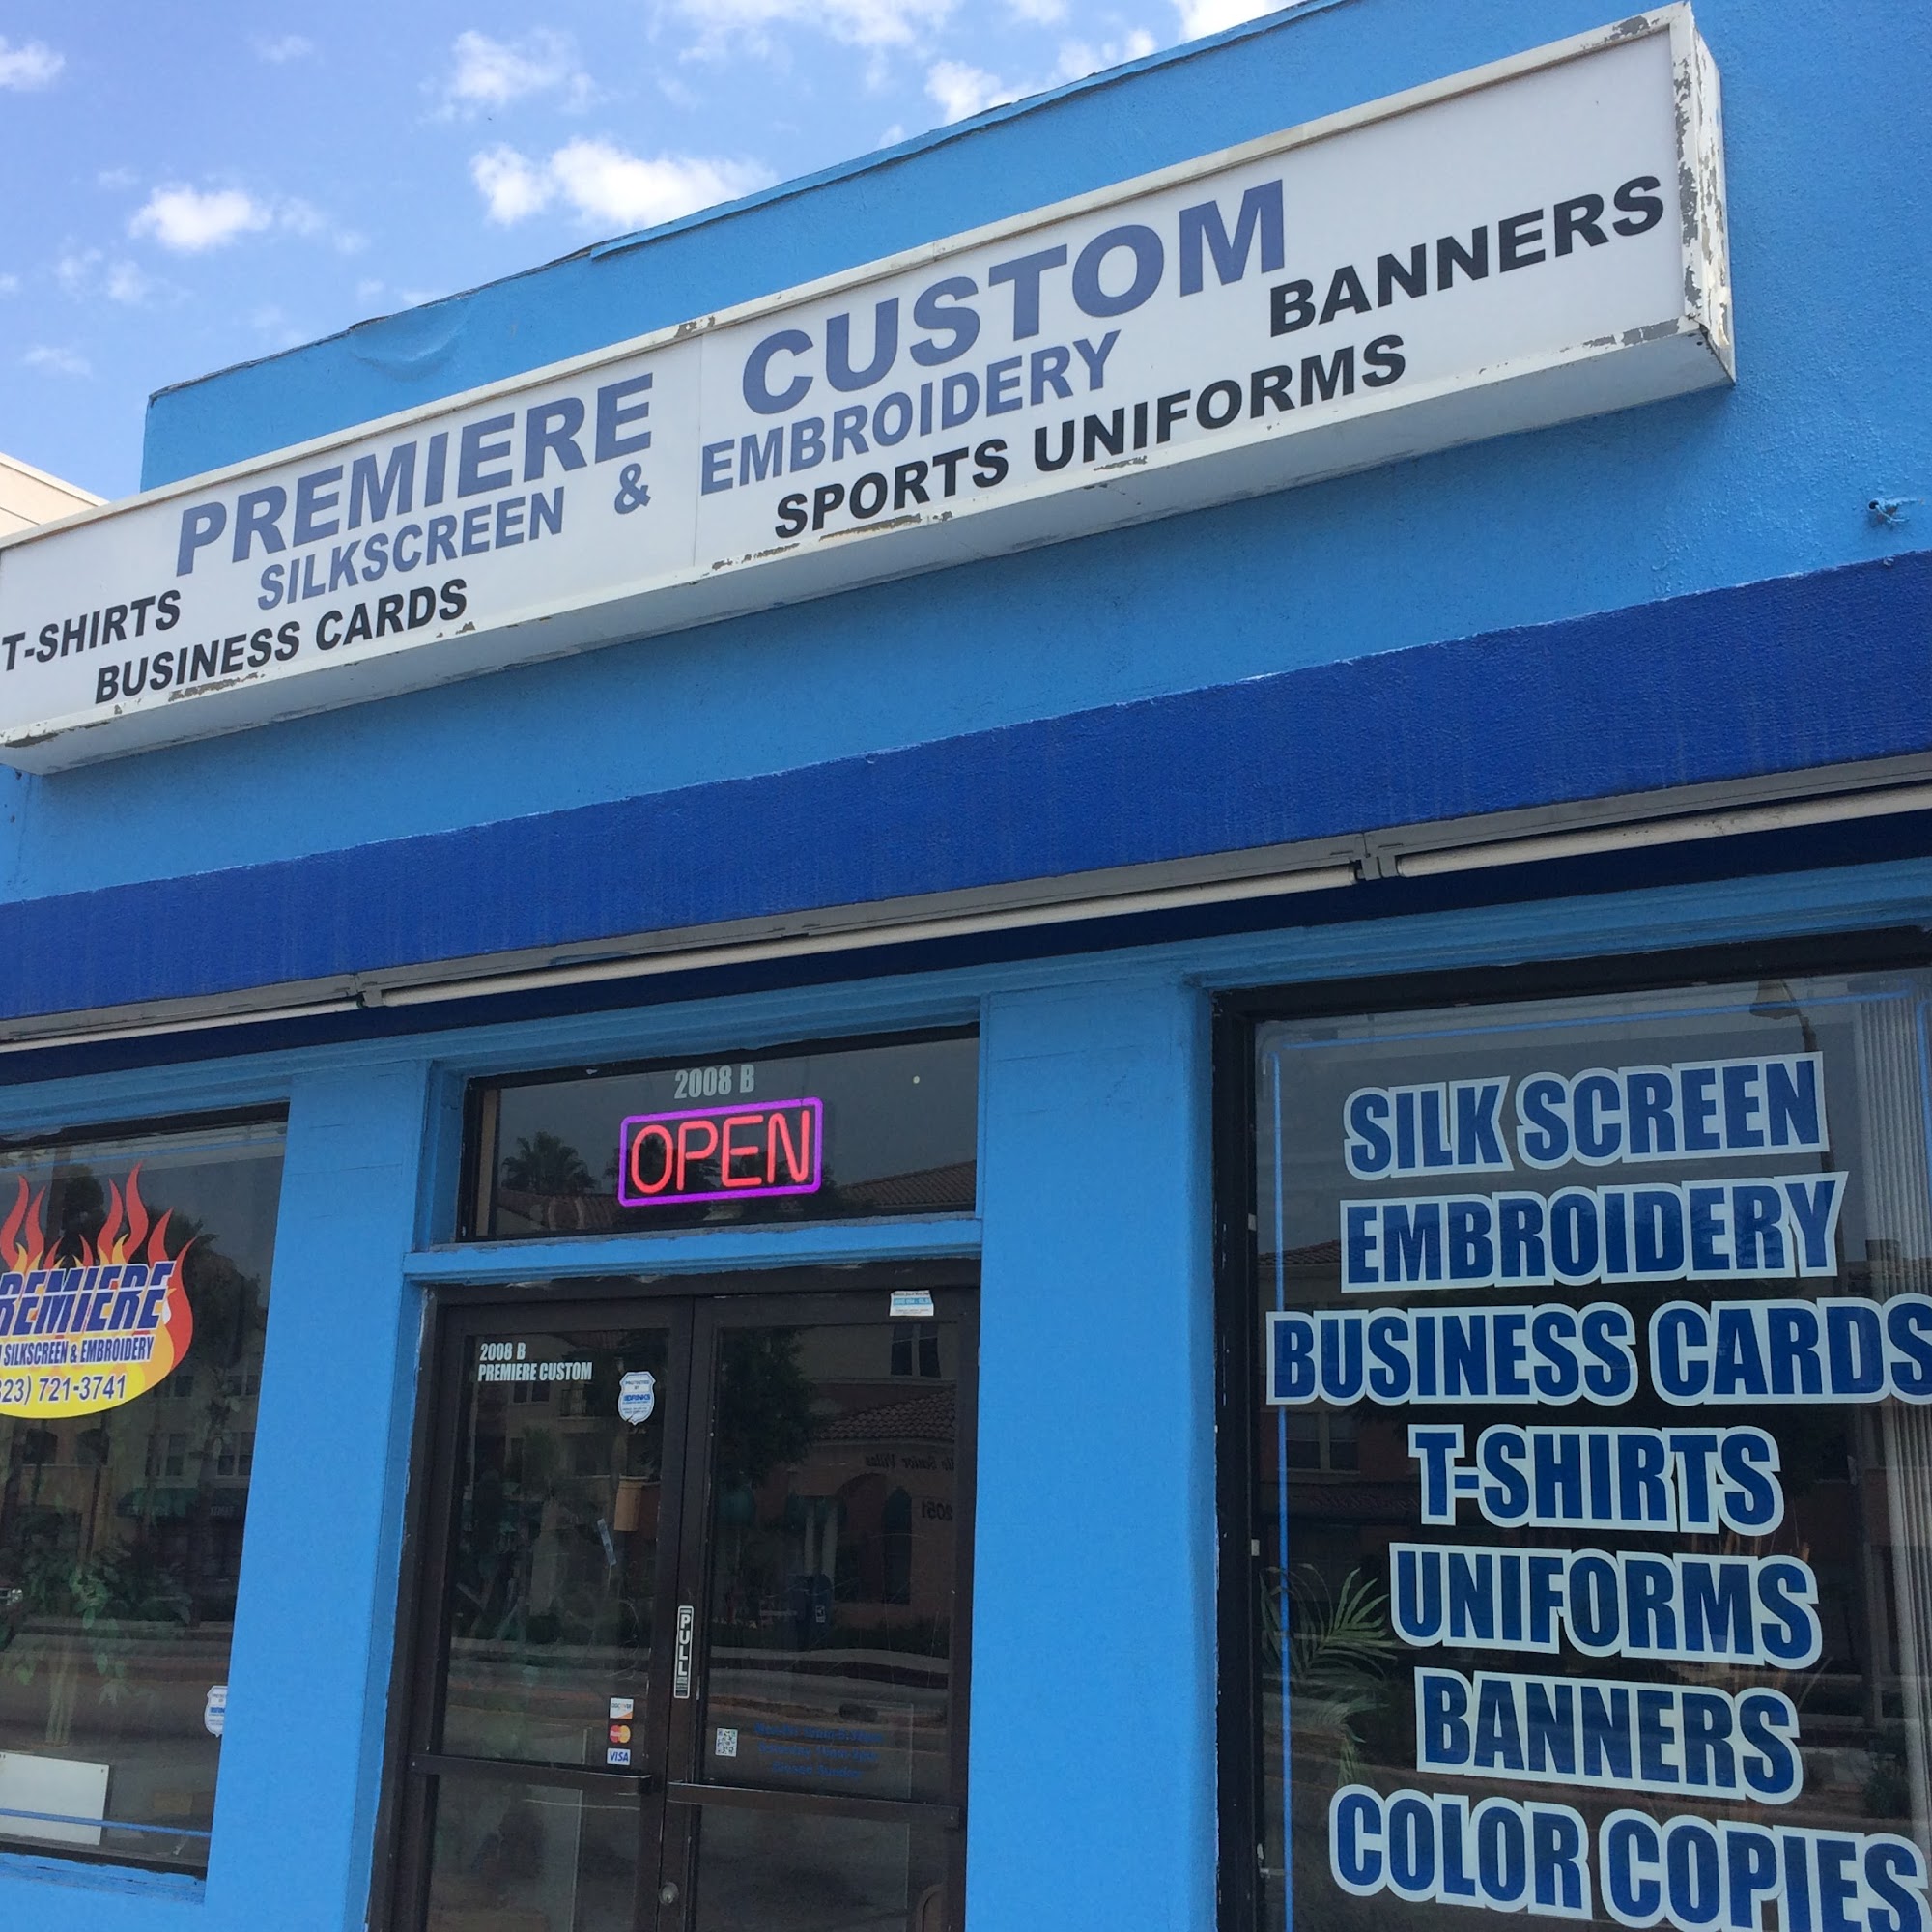 PREMIERE CUSTOM
SILKSCREEN & EMBROIDERY
T-SHIRTS
BANNERS
BUSINESS CARDS
SPORTS UNIFORMS
2008 B
OPEN
REMIERE
SILKSCREEN & EMBROIDERY
23) 721-3741
2008 B
PREMIERE CUSTOM
PULL
VISA
SILK SCREEN
EMBROIDERY
BUSINESS CARDS
T-SHIRTS
UNIFORMS
BANNERS
COLOR COPIES